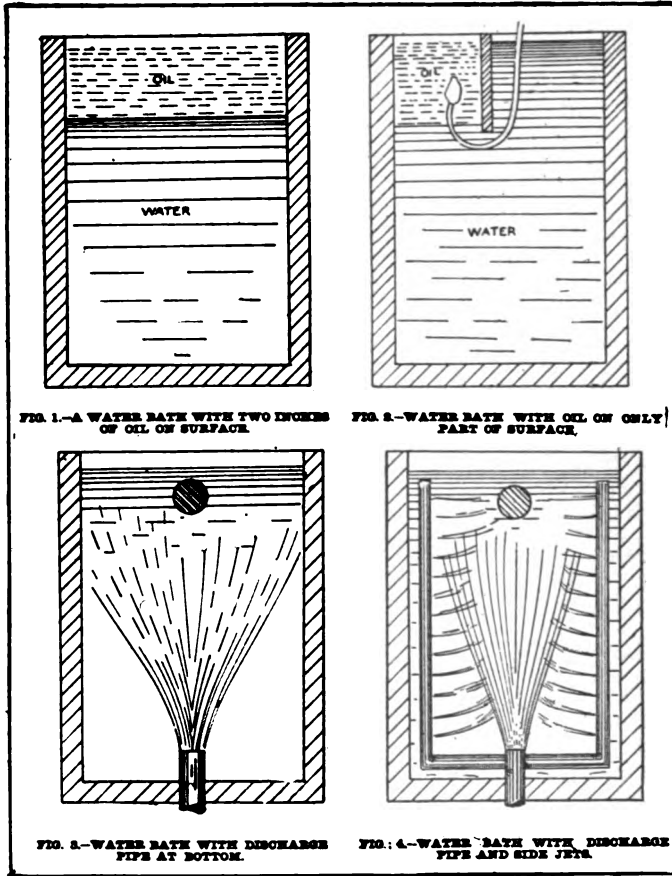 OIL
WATER
OIL
WATER
FIG. 1.—A WATER BATH WITH TWO INCHES
OF OIL ON SURFACE.
FIG. 2.—WATER BATH WITH OIL ON ONLY
PART OF SURFACE,
FIG. 3.—WATER BATH WITH DISCHARGE
PIPE AT BOTTOM.
FIG.; 4.—WATER BATH WITH DISCHARGE
PIPE AND SIDE JETS.